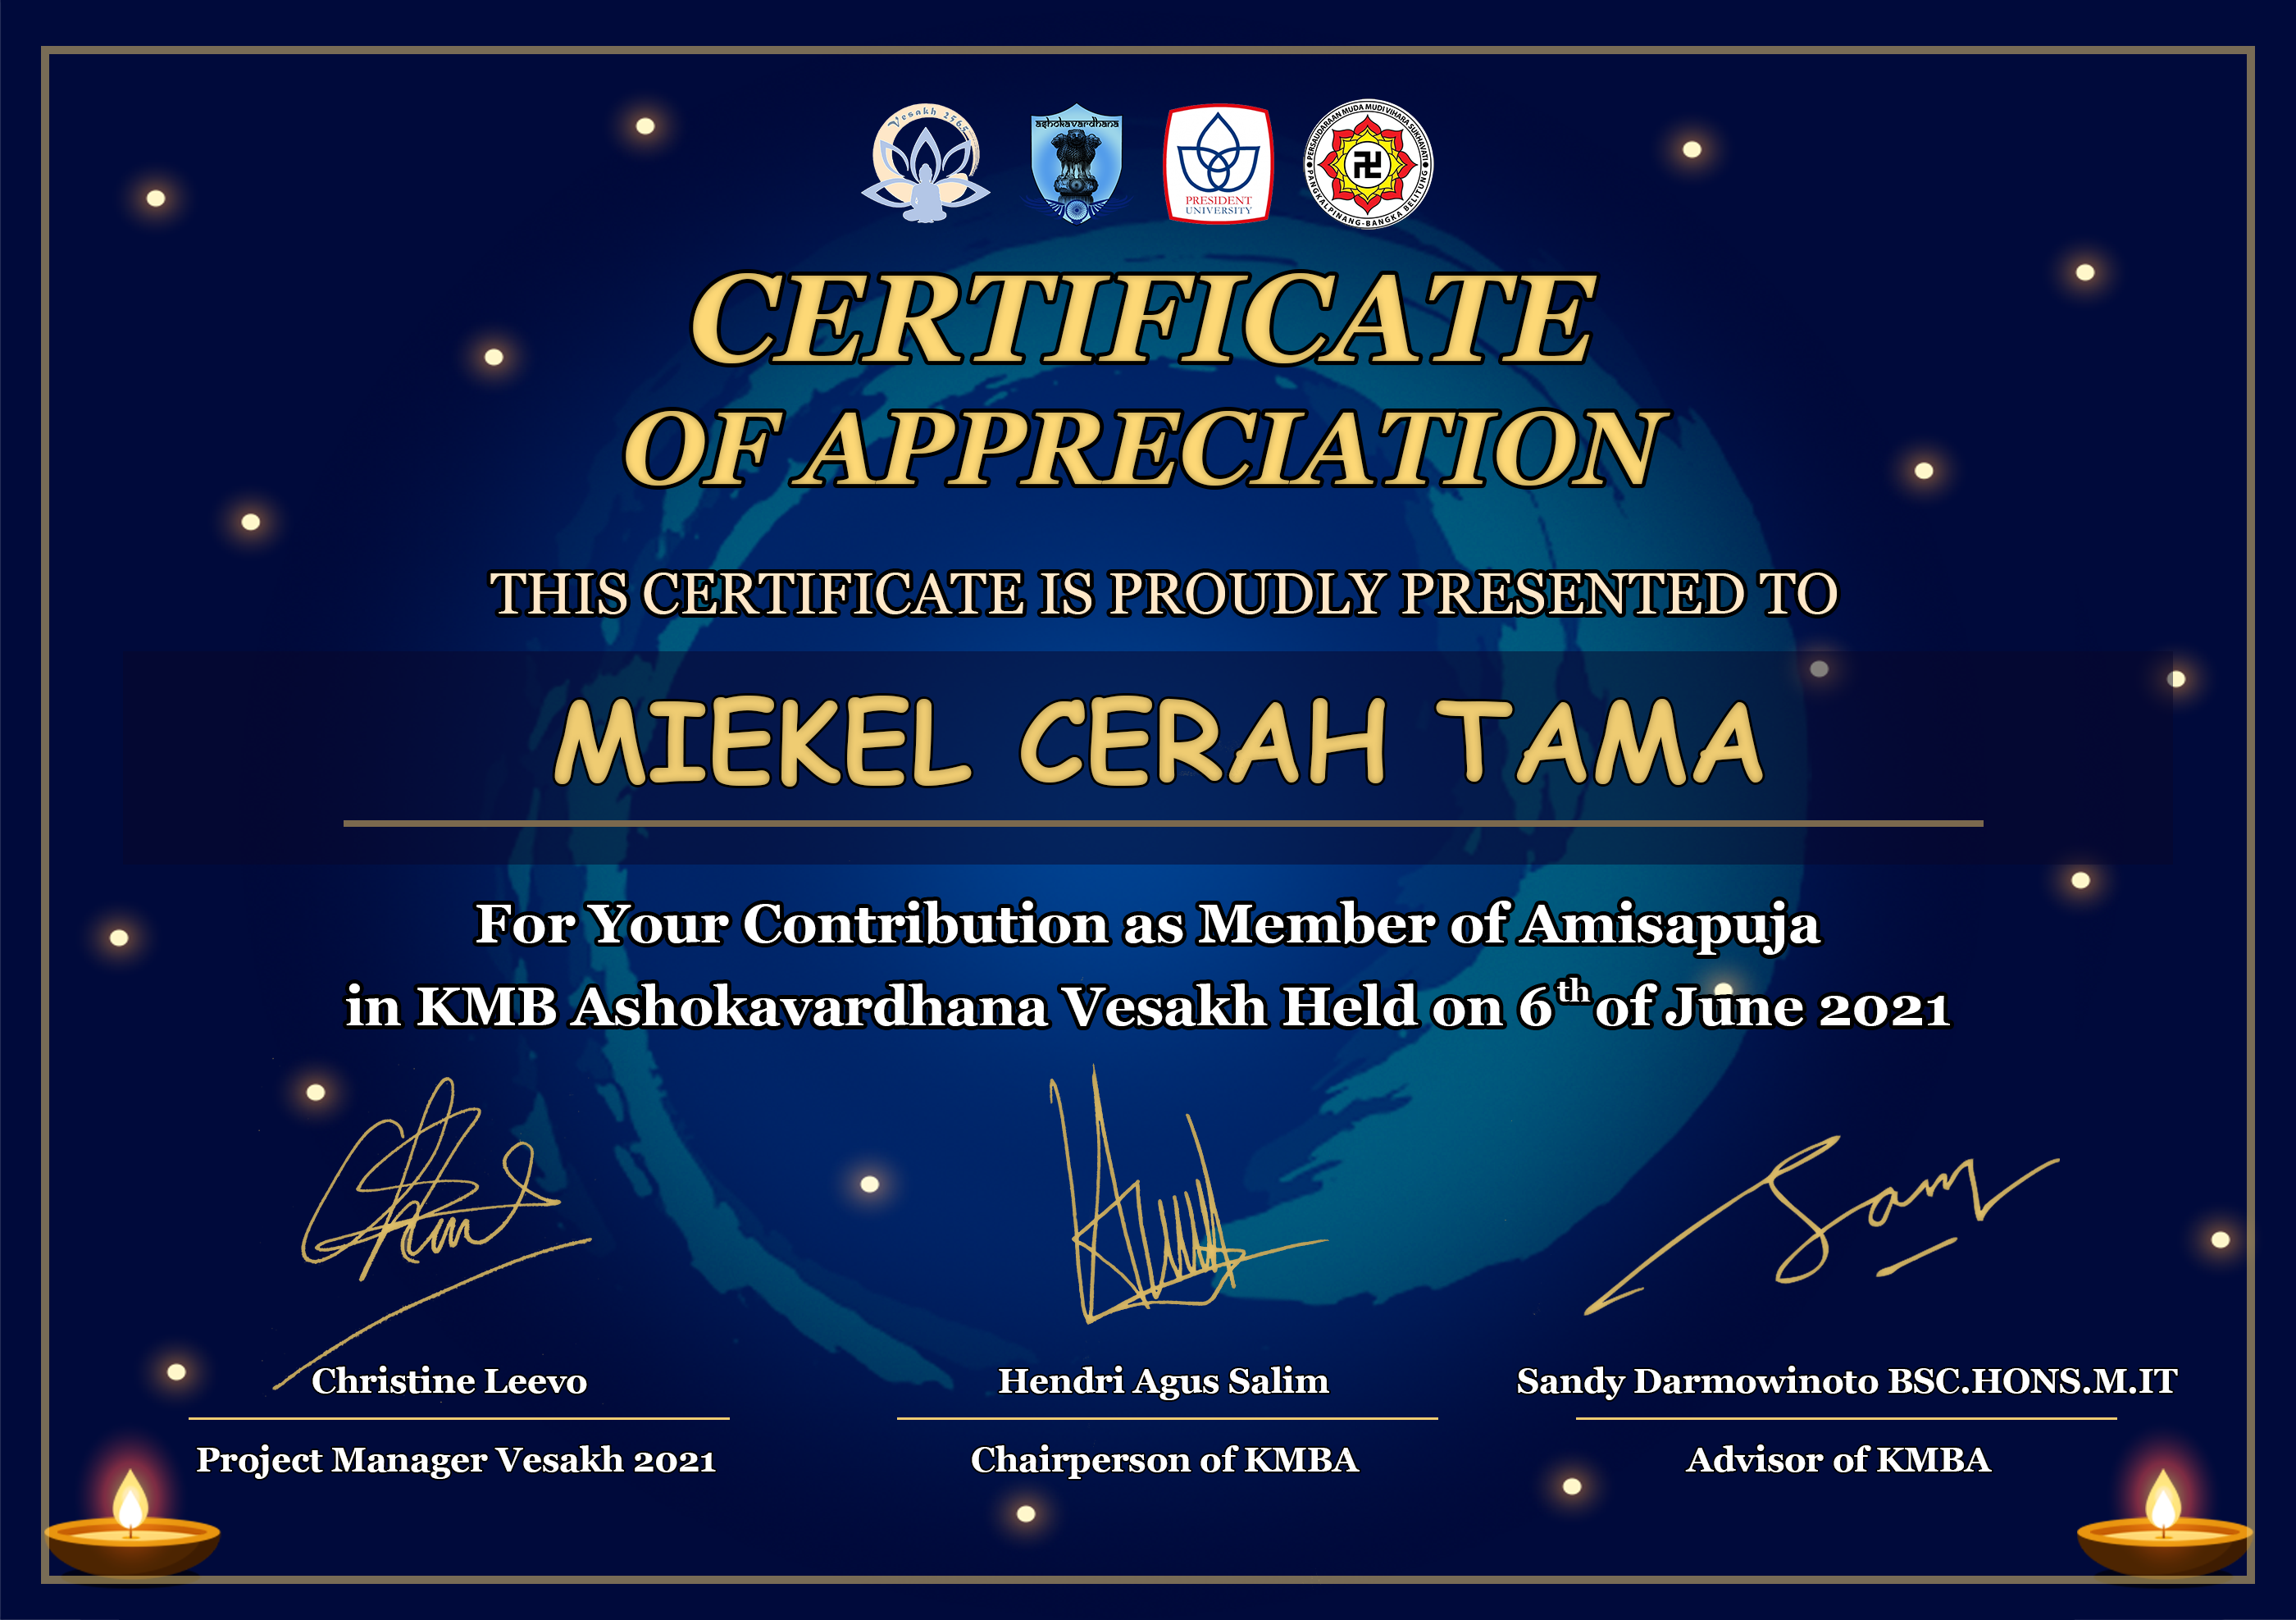 Vesakh 2565
ashokavardhana
PRESIDENT
UNIVERSITY
PERSAUDARAAN MUDA MUDI VIHARA SUKHAVATI
PANGKALPINANG-BANGKA BELITUNG
CERTIFICATE
OF APPRECIATION
THIS CERTIFICATE IS PROUDLY PRESENTED TO
MIEKEL CERAH TAMA
For Your Contribution as Member of Amisapuja
in KMB Ashokavardhana Vesakh Held on 6th of June 2021
Christine Leevo
Hendri Agus Salim
Sandy Darmowinoto BSC.HONS.M.IT
Project Manager Vesakh 2021
Chairperson of KMBA
Advisor of KMBA